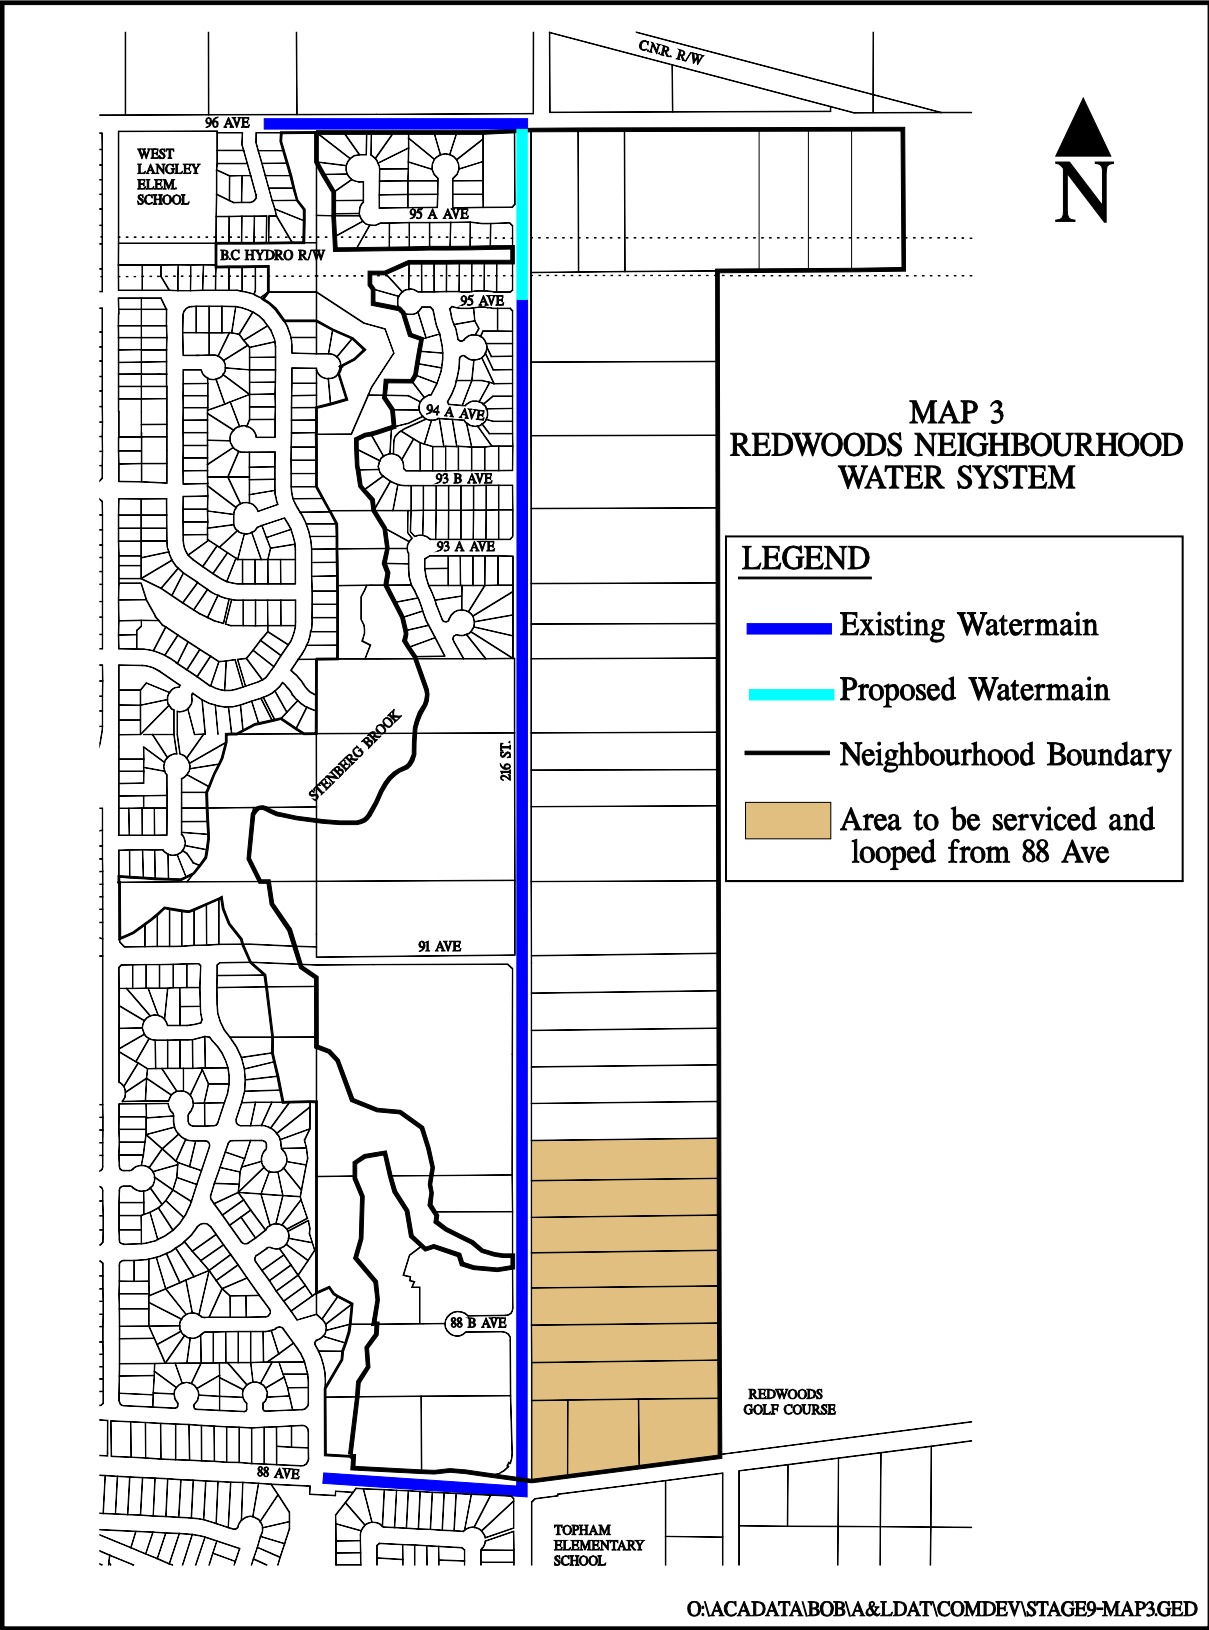 C.N.R. R/W
96 AVE
WEST
LANGLEY
ELEM.
SCHOOL
N
95 A AVE
B.C HYDRO R/W
95 AVE
94 A AVE
MAP 3
REDWOODS NEIGHBOURHOOD
WATER SYSTEM
93 B AVE
93 A AVE
LEGEND
Existing Watermain
Proposed Watermain
Neighbourhood Boundary
Area to be serviced and
looped from 88 Ave
STENBERG BROOK
216 ST.
91 AVE
88 B AVE
REDWOODS
GOLF COURSE
88 AVE
TOPHAM
ELEMENTARY
SCHOOL
O:\ACADATA\BOB\A&LDAT\COMDEV\STAGE9-MAP3.GED